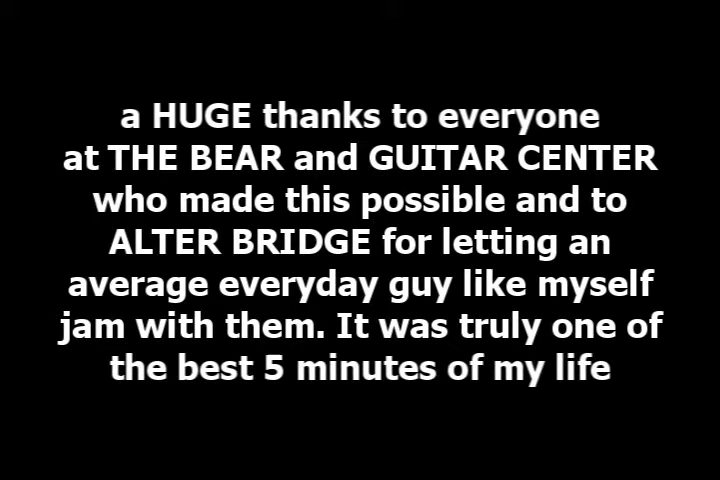 a HUGE thanks to everyone
at THE BEAR and GUITAR CENTER
who made this possible and to
ALTER BRIDGE for letting an
average everyday guy like myself
jam with them. It was truly one of
the best 5 minutes of my life